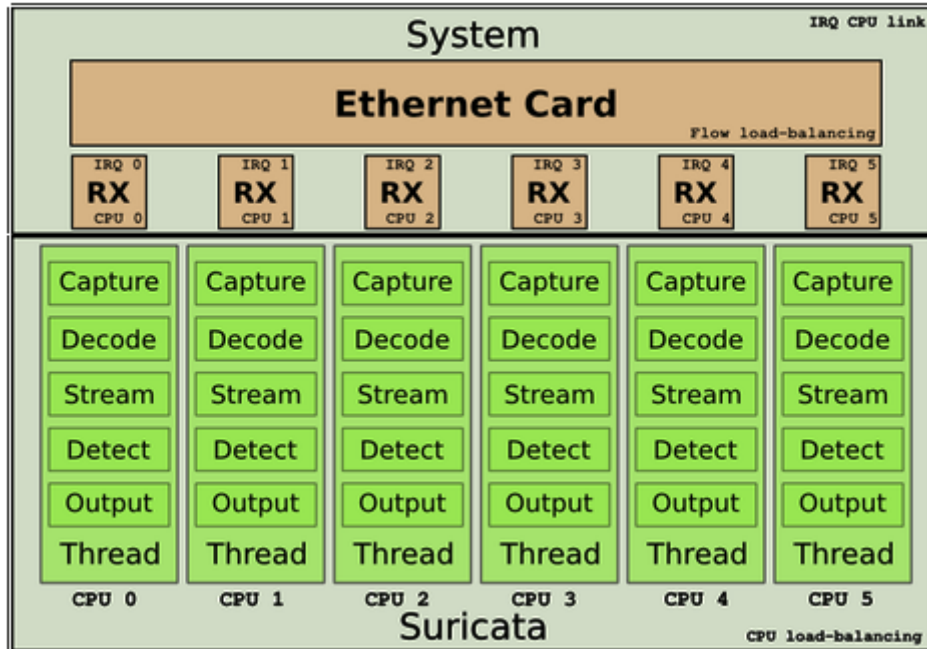 System
IRQ CPU link
Ethernet Card
Flow load-balancing
IRQ 0 IRQ 1 IRQ 2 IRQ 3 IRQ 4 IRQ 5
RX RX RX RX RX RX
CPU 0 CPU 1 CPU 2 CPU 3 CPU 4 CPU 5
Capture Capture Capture Capture Capture Capture
Decode Decode Decode Decode Decode Decode
Stream Stream Stream Stream Stream Stream
Detect Detect Detect Detect Detect Detect
Output Output Output Output Output Output
Thread Thread Thread Thread Thread Thread
CPU 0 CPU 1 CPU 2 CPU 3 CPU 4 CPU 5
Suricata
CPU load-balancing